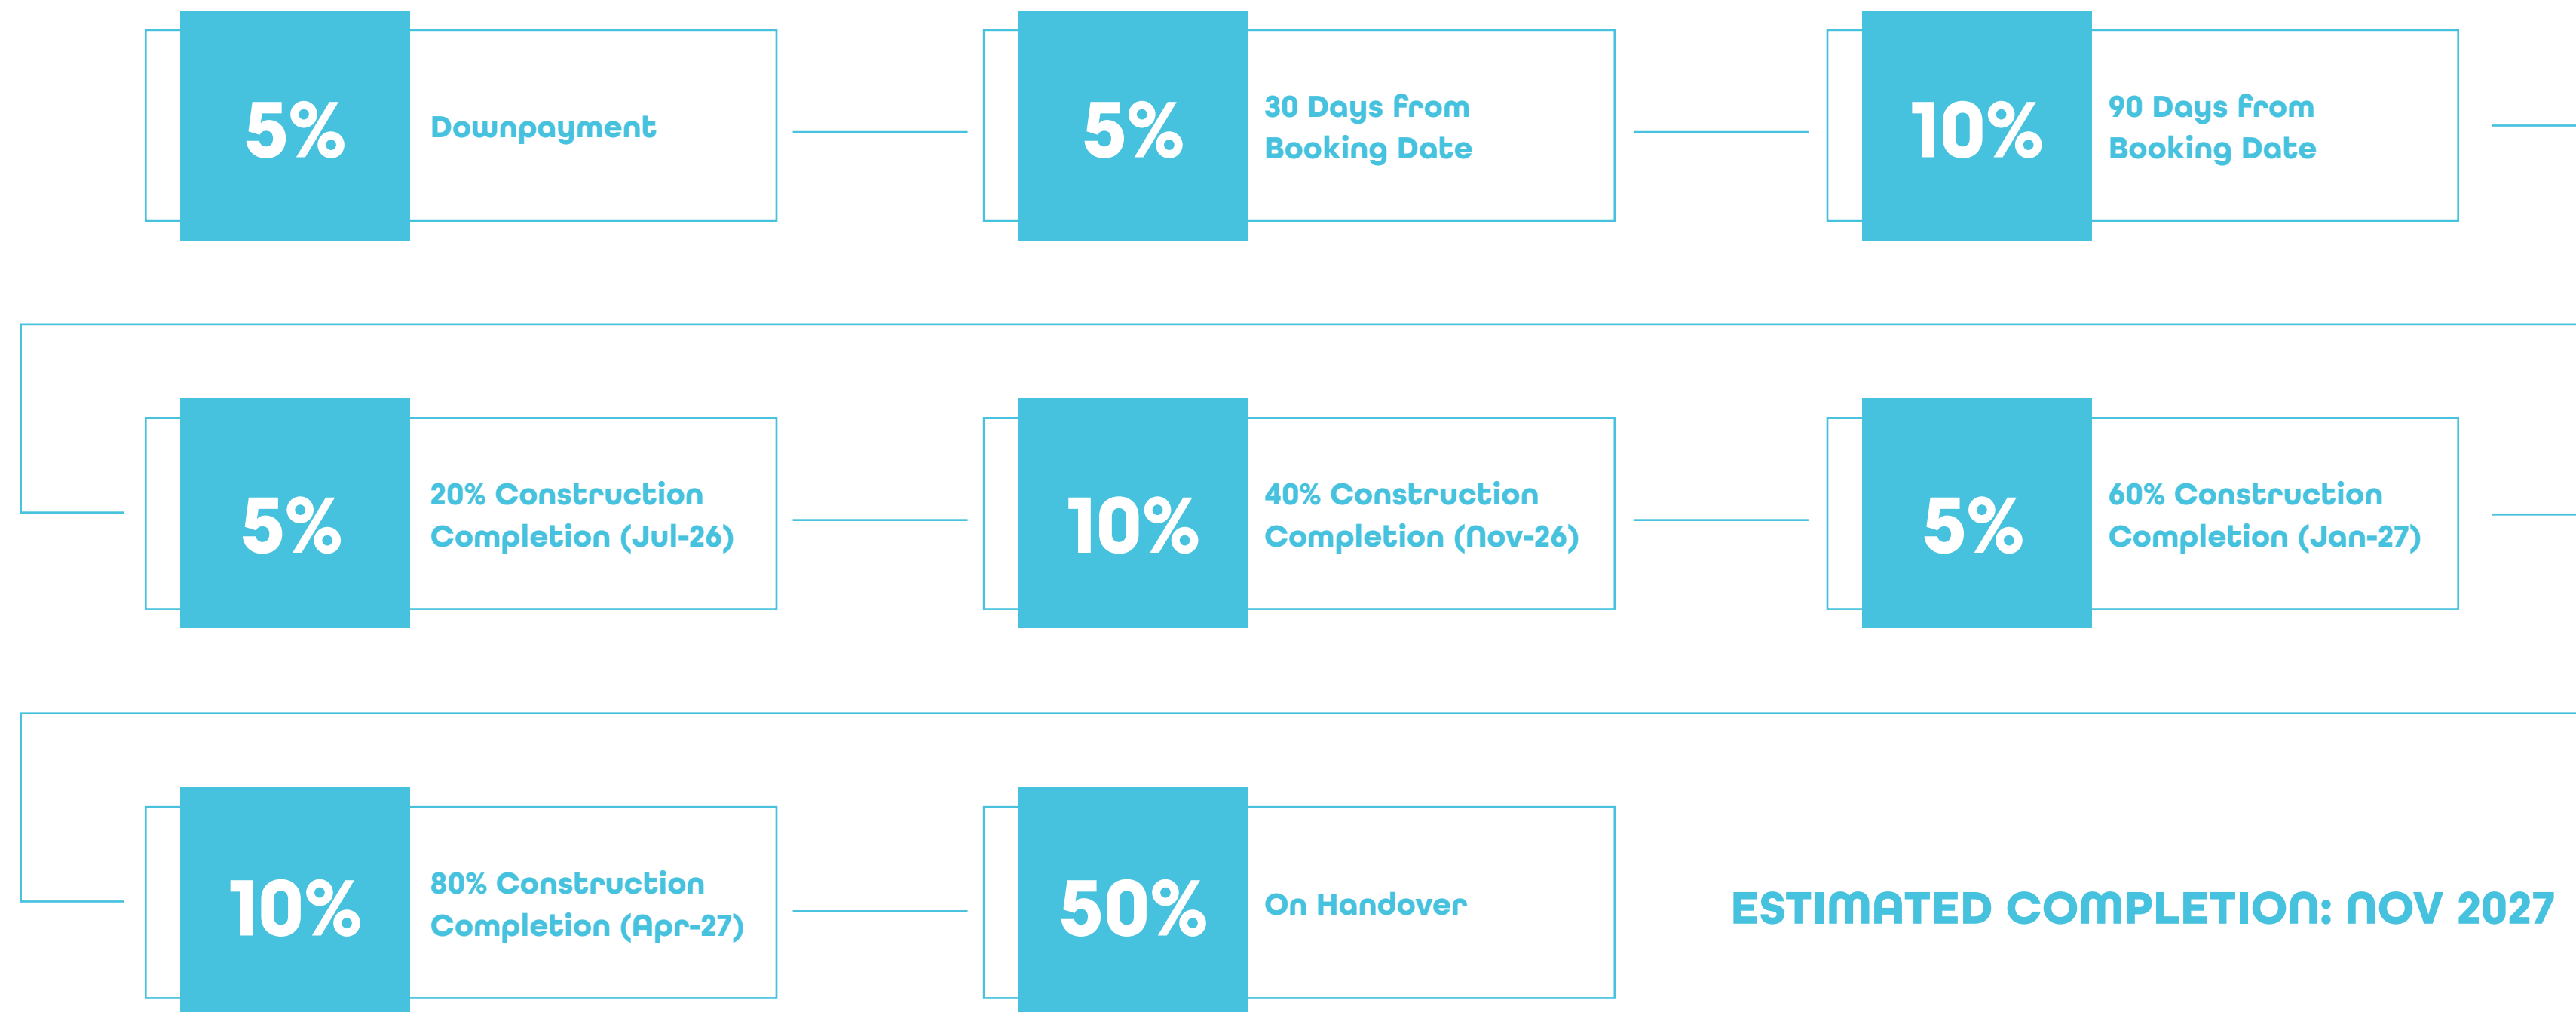 5%
Downpayment
5%
30 Days from
Booking Date
10%
90 Days from
Booking Date
5%
20% Construction
Completion (Jul-26)
10%
40% Construction
Completion (Nov-26)
5%
60% Construction
Completion (Jan-27)
10%
80% Construction
Completion (Apr-27)
50%
On Handover
ESTIMATED COMPLETION: NOV 2027